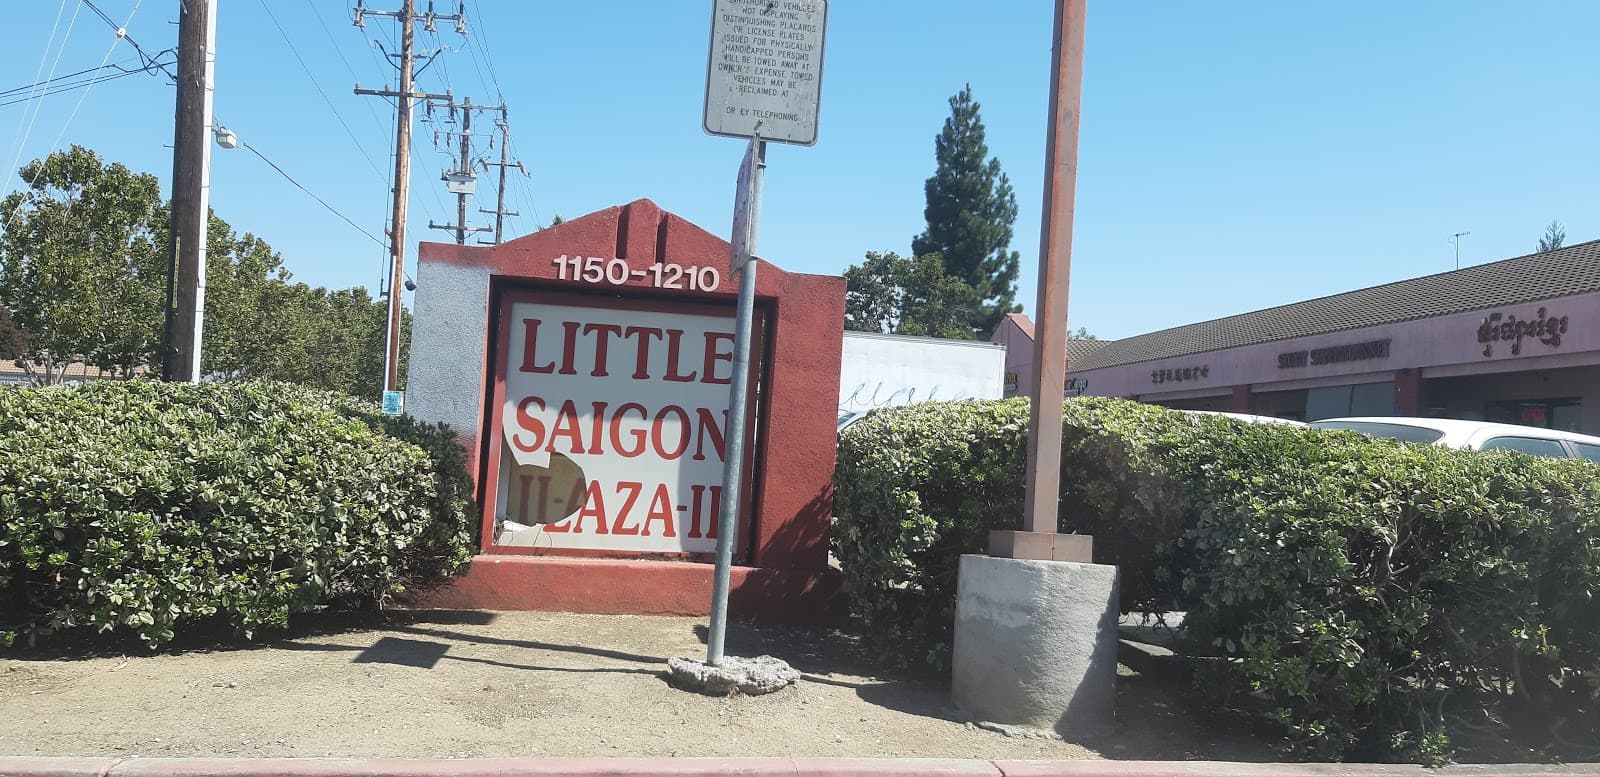 AUTHORIZED VEHICLES
NOT DISPLAYING
DISTINGUISHING PLACARDS
OR LICENSE PLATES
ISSUED FOR PHYSICALLY
HANDICAPPED PERSONS
WILL BE TOWED AWAY AT
OWNER'S EXPENSE. TOWED
VEHICLES MAY BE
RECLAIMED AT
OR BY TELEPHONING
1150-1210
LITTLE
SAIGON
LAZA-II